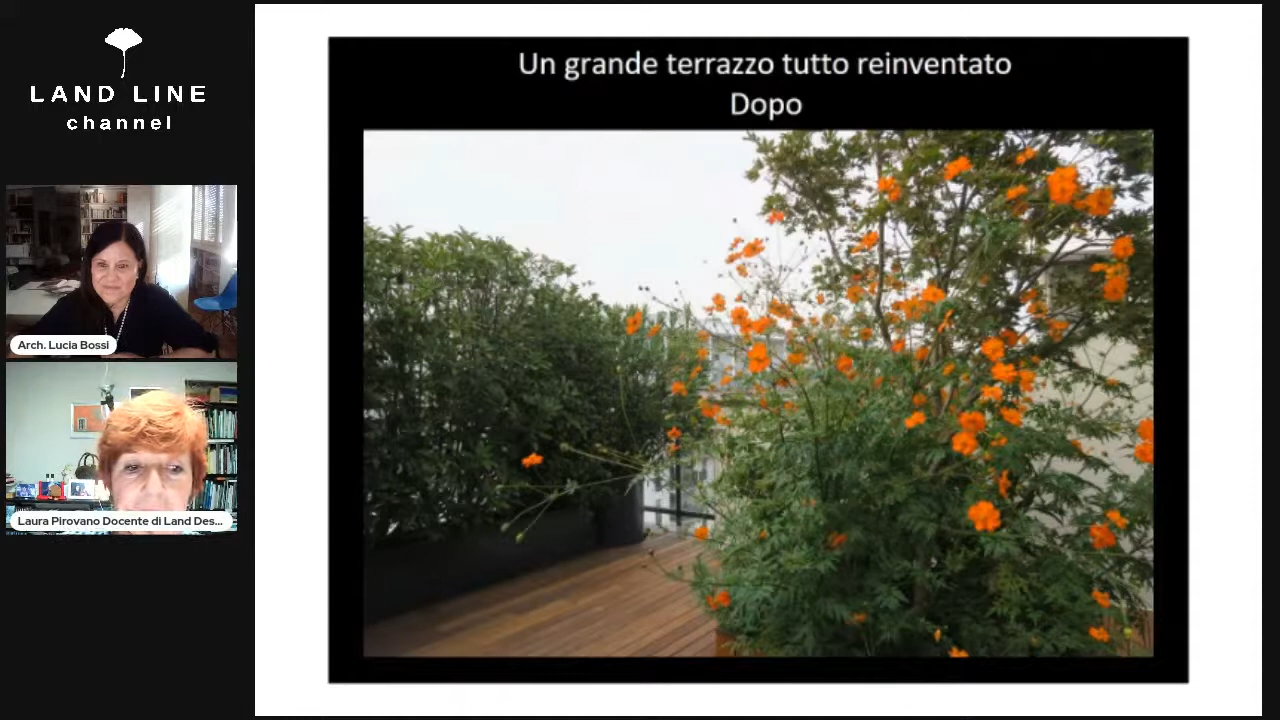 LAND LINE
channel
Arch. Lucia Bossi
Laura Pirovano Docente di Land Des...
Un grande terrazzo tutto reinventato
Dopo